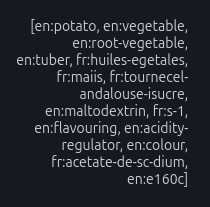 [en:potato, en:vegetable,
en:root-vegetable,
en:tuber, fr:huiles-egetales,
fr:maiis, fr:tournecel-
andalouse-isucre,
en:maltodextrin, fr:s-1,
en:flavouring, en:acidity-
regulator, en:colour,
fr:acetate-de-sc-dium,
en:e160c]